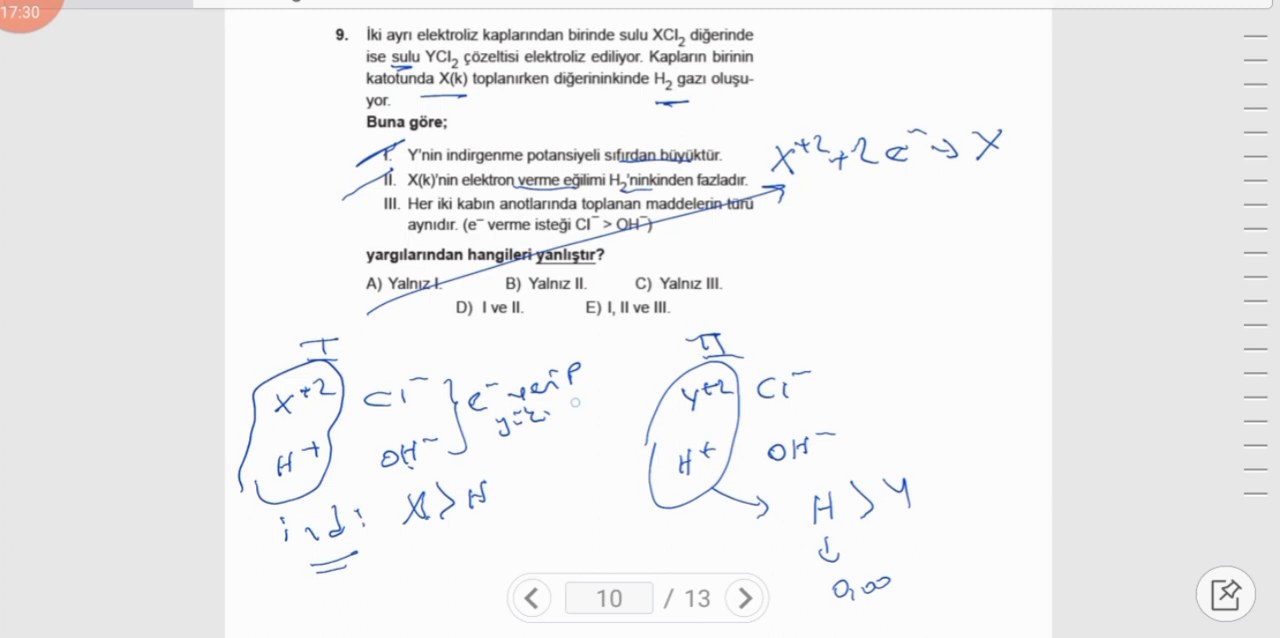 17:30
9. İki ayrı elektroliz kaplarından birinde sulu XCl₂ diğerinde
ise sulu YCl₂ çözeltisi elektroliz ediliyor. Kapların birinin
katotunda X(k) toplanırken diğerininkinde H₂ gazı oluşu-
yor.
Buna göre;
I. Y'nin indirgenme potansiyeli sıfırdan büyüktür.
II. X(k)'nin elektron verme eğilimi H₂'ninkinden fazladır.
III. Her iki kabın anotlarında toplanan maddelerin türü
aynıdır. (e⁻ verme isteği Cl⁻ > OH⁻)
yargılarından hangileri yanlıştır?
A) Yalnız I. B) Yalnız II. C) Yalnız III.
D) I ve II. E) I, II ve III.
X⁺² + 2e⁻ → X
I
X⁺² Cl⁻ } e⁻ verip
H⁺ OH⁻
indi X > H
II
Y⁺² Cl⁻
H⁺ OH⁻
H > Y
↓
0,00
10 / 13